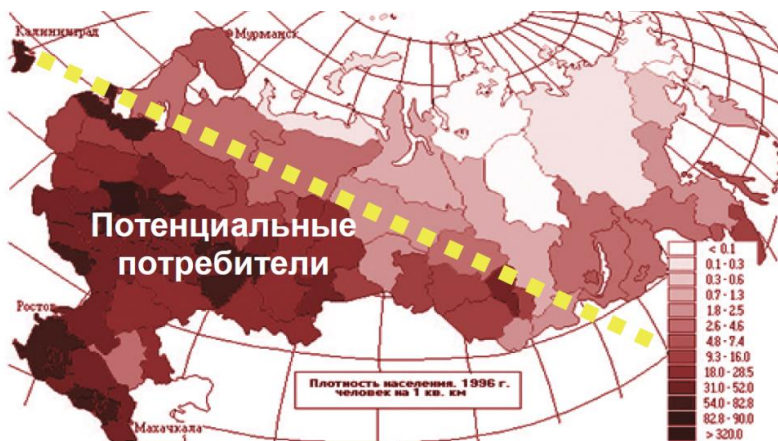 Калининград
Мурманск
Потенциальные
потребители
Ростов
Махачкала
Плотность населения. 1996 г.
человек на 1 кв. км
< 0.1
0.1 - 0.3
0.3 - 0.6
0.7 - 1.3
1.8 - 2.5
2.6 - 4.6
4.8 - 7.4
9.3 - 16.0
18.0 - 28.5
31.0 - 52.0
54.0 - 82.8
82.8 - 90.0
> 320.0